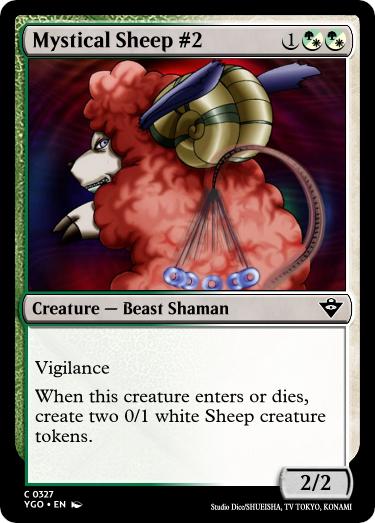 Mystical Sheep #2 1
Creature — Beast Shaman
Vigilance
When this creature enters or dies,
create two 0/1 white Sheep creature
tokens.
2/2
C 0327
YGO • EN
Studio Dice/SHUEISHA, TV TOKYO, KONAMI